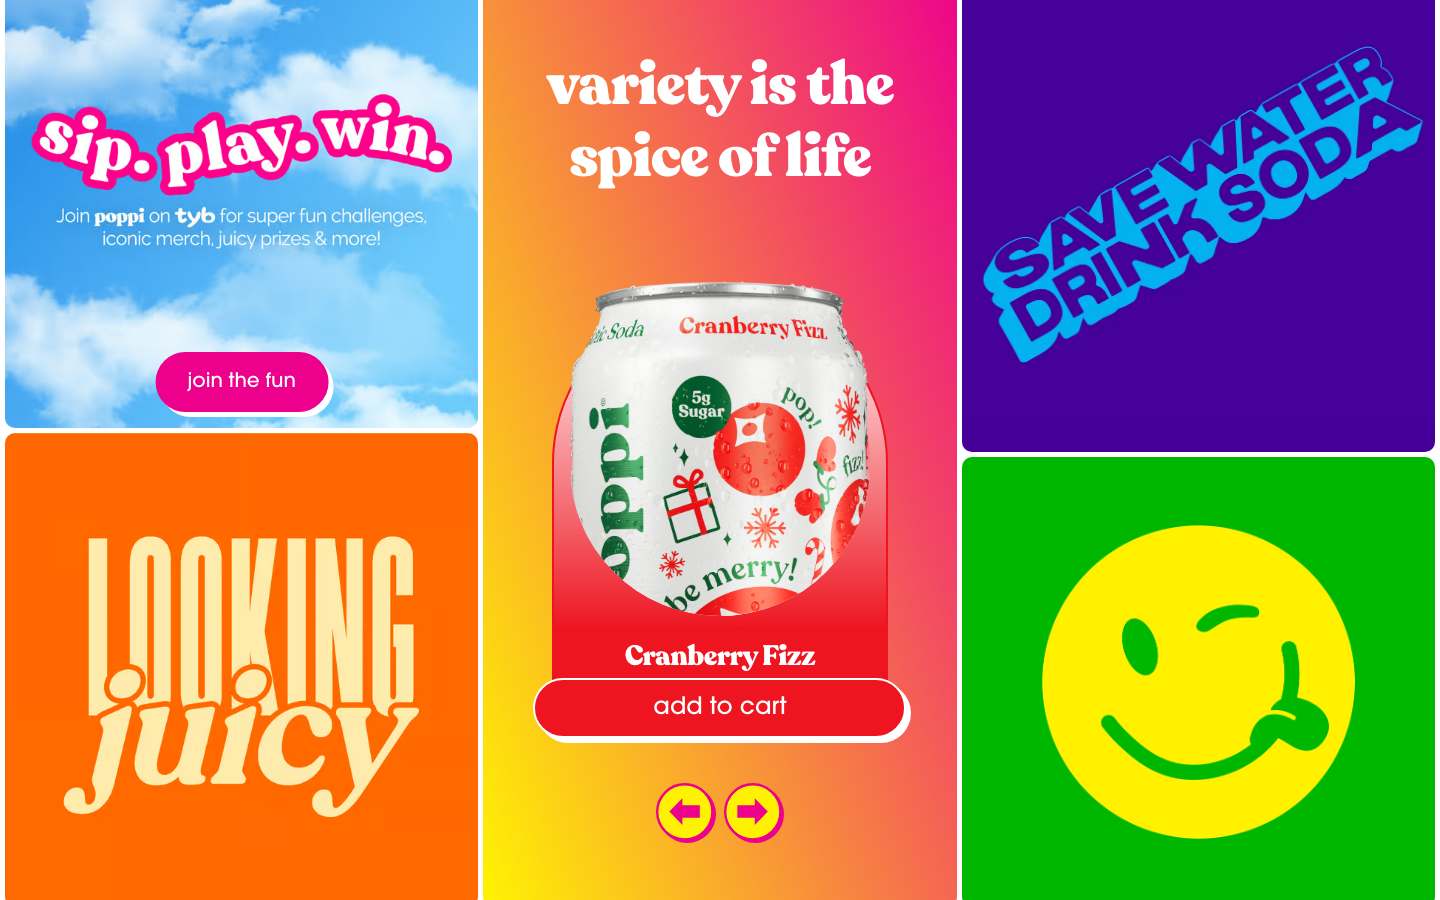 sip. play. win.
Join poppi on tyb for super fun challenges,
iconic merch, juicy prizes & more!
join the fun
LOOKING
juicy
variety is the
spice of life
Soda
Cranberry Fizz
5g
Sugar
pop!
fizz!
be merry!
Cranberry Fizz
add to cart
SAVE WATER
DRINK SODA